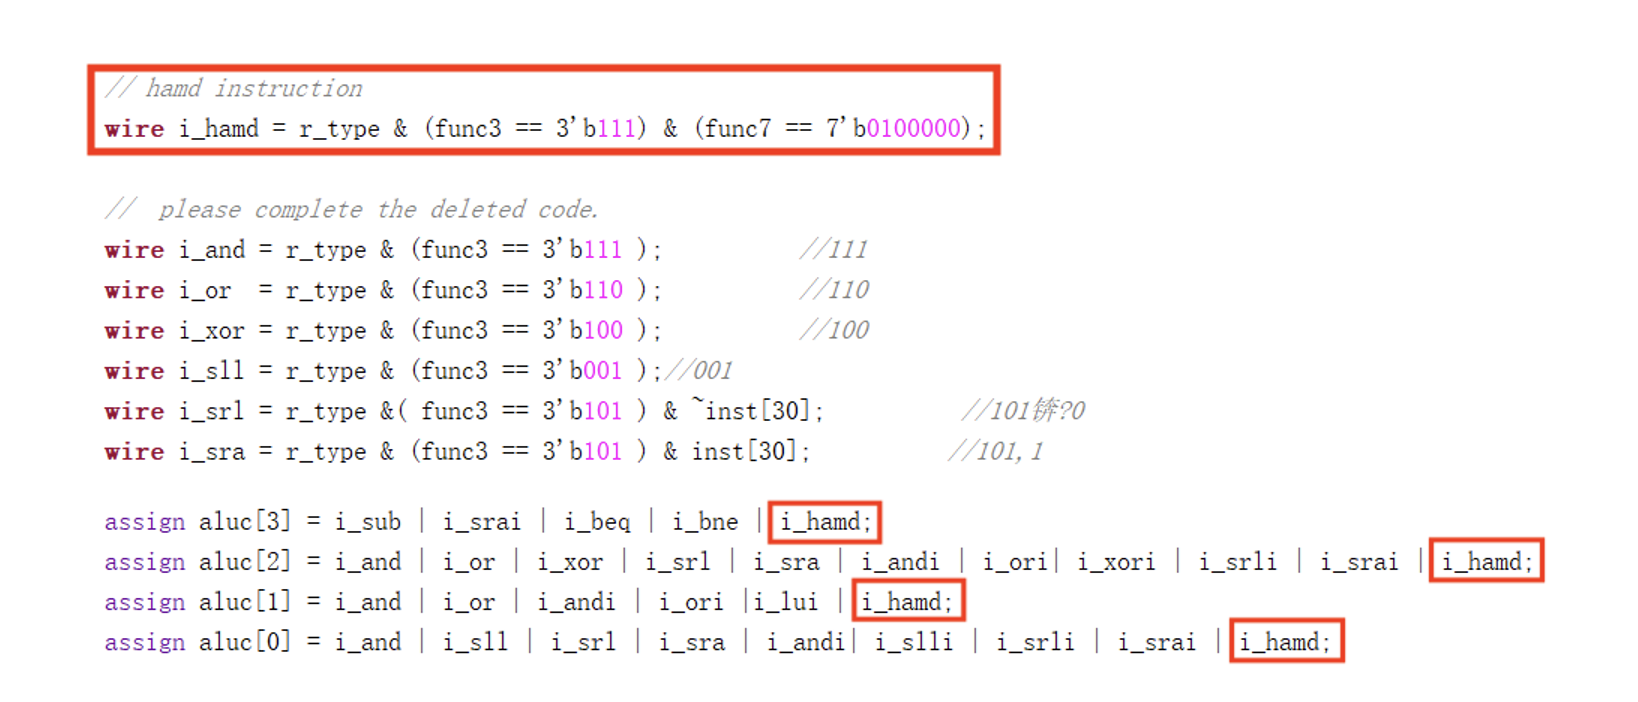 // hamd instruction
wire i_hamd = r_type & (func3 == 3'b111) & (func7 == 7'b0100000);
// please complete the deleted code.
wire i_and = r_type & (func3 == 3'b111 ); //111
wire i_or = r_type & (func3 == 3'b110 ); //110
wire i_xor = r_type & (func3 == 3'b100 ); //100
wire i_sll = r_type & (func3 == 3'b001 );//001
wire i_srl = r_type &( func3 == 3'b101 ) & ~inst[30]; //101锛?0
wire i_sra = r_type & (func3 == 3'b101 ) & inst[30]; //101,1
assign aluc[3] = i_sub | i_srai | i_beq | i_bne | i_hamd;
assign aluc[2] = i_and | i_or | i_xor | i_srl | i_sra | i_andi | i_ori| i_xori | i_srli | i_srai | i_hamd;
assign aluc[1] = i_and | i_or | i_andi | i_ori |i_lui | i_hamd;
assign aluc[0] = i_and | i_sll | i_srl | i_sra | i_andi| i_slli | i_srli | i_srai | i_hamd;